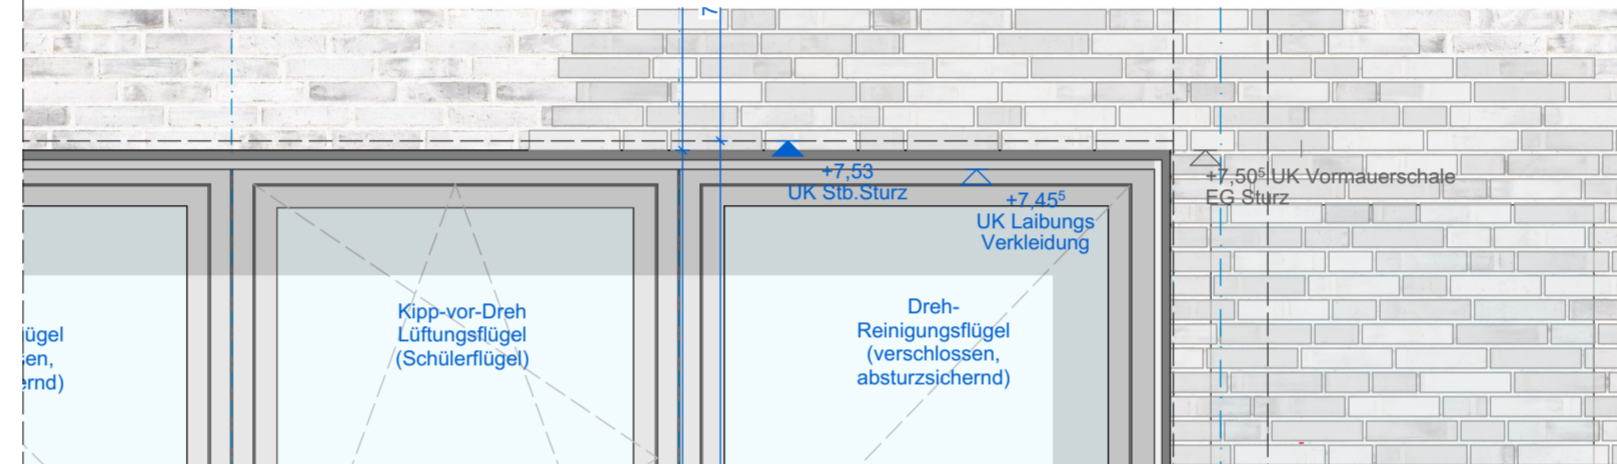 7
+7,53
UK Stb.Sturz
+7,45⁵
UK Laibungs
Verkleidung
+7,50⁵ UK Vormauerschale
EG Sturz
ügel
en,
rnd)
Kipp-vor-Dreh
Lüftungsflügel
(Schülerflügel)
Dreh-
Reinigungsflügel
(verschlossen,
absturzsichernd)